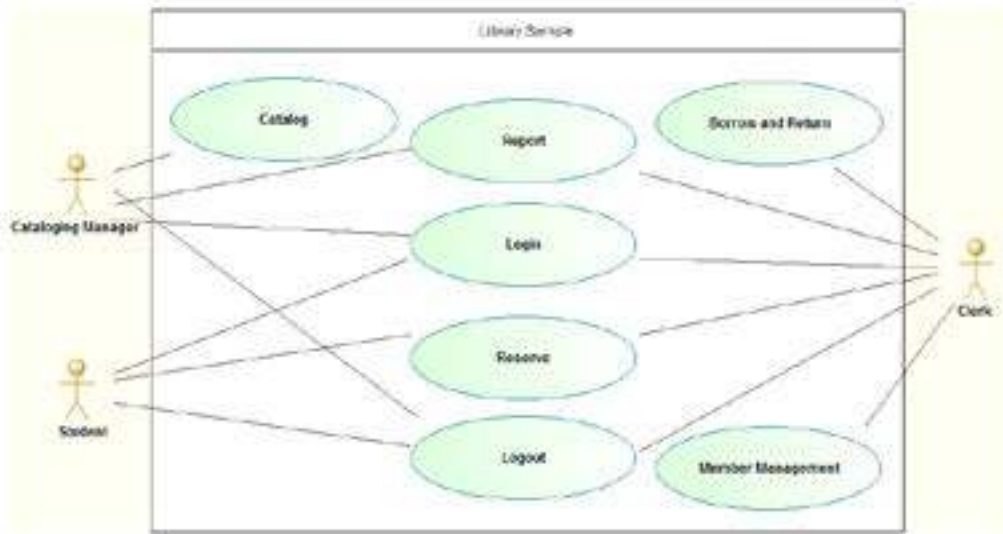 Library Sample
Catalog
Report
Borrow and Return
Cataloging Manager
Login
Clerk
Reserve
Student
Logout
Member Management